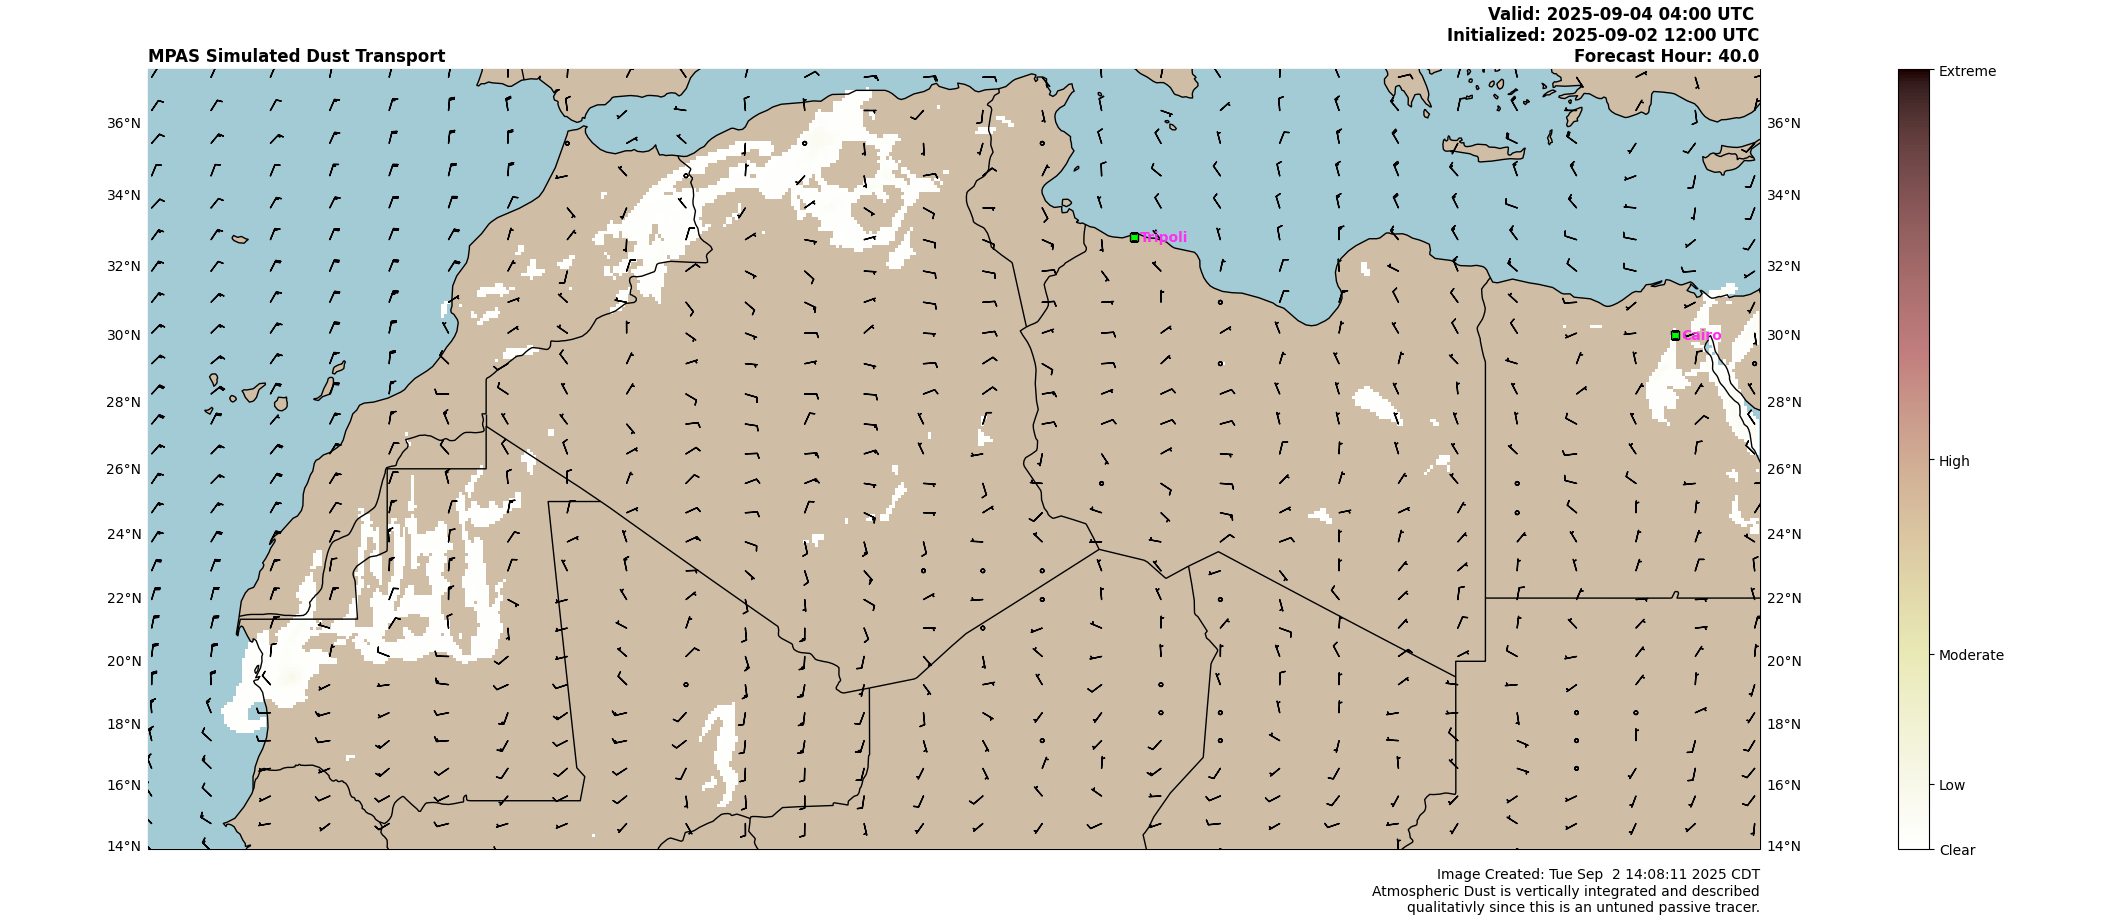 Valid: 2025-09-04 04:00 UTC
Initialized: 2025-09-02 12:00 UTC
MPAS Simulated Dust Transport
Forecast Hour: 40.0
Extreme
36°N 36°N
34°N 34°N
Tripoli
32°N 32°N
30°N Cairo 30°N
28°N 28°N
26°N 26°N
High
24°N 24°N
22°N 22°N
20°N 20°N
Moderate
18°N 18°N
16°N 16°N
Low
14°N 14°N
Clear
Image Created: Tue Sep  2 14:08:11 2025 CDT
Atmospheric Dust is vertically integrated and described
qualitativly since this is an untuned passive tracer.